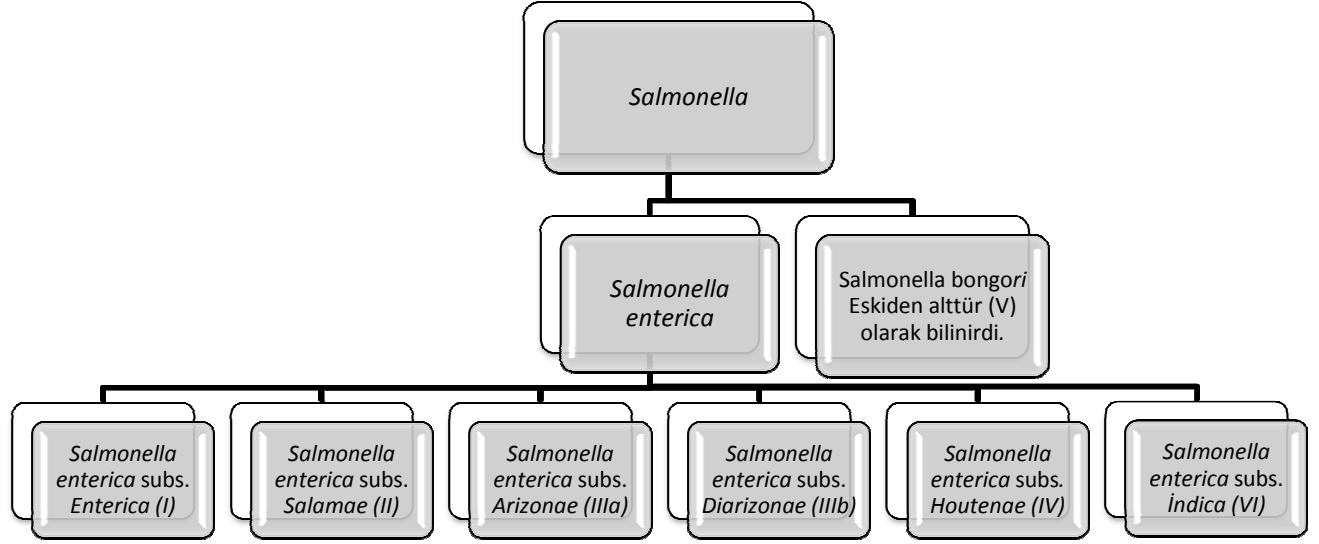 Salmonella
Salmonella
enterica
Salmonella bongori
Eskiden alttür (V)
olarak bilinirdi.
Salmonella
enterica subs.
Enterica (I)
Salmonella
enterica subs.
Salamae (II)
Salmonella
enterica subs.
Arizonae (IIIa)
Salmonella
enterica subs.
Diarizonae (IIIb)
Salmonella
enterica subs.
Houtenae (IV)
Salmonella
enterica subs.
İndica (VI)